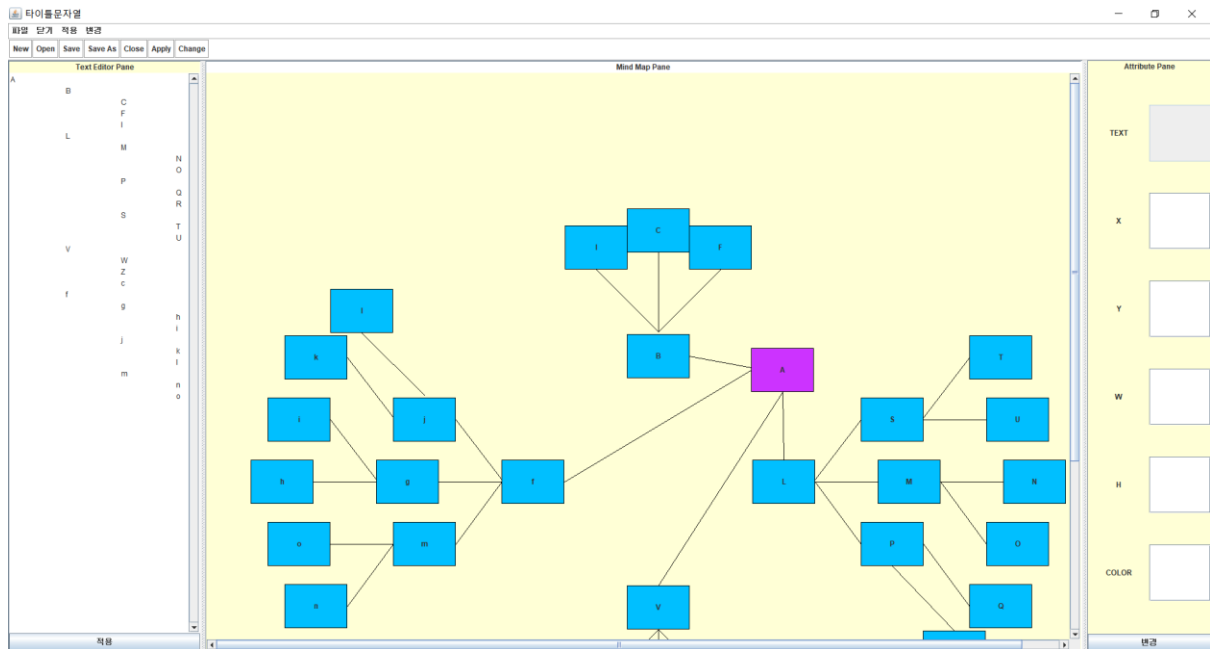 타이틀문자열
파일 닫기 적용 변경
New Open Save Save As Close Apply Change
Text Editor Pane
A
B
C
F
I
L
M
N
O
P
Q
R
S
T
U
V
W
Z
c
f
g
h
i
j
k
l
m
n
o
적용
Mind Map Pane
C
I
F
l
k
B
A
T
i
j
S
U
h
g
f
L
M
N
o
m
P
O
n
V
Q
Attribute Pane
TEXT
X
Y
W
H
COLOR
변경